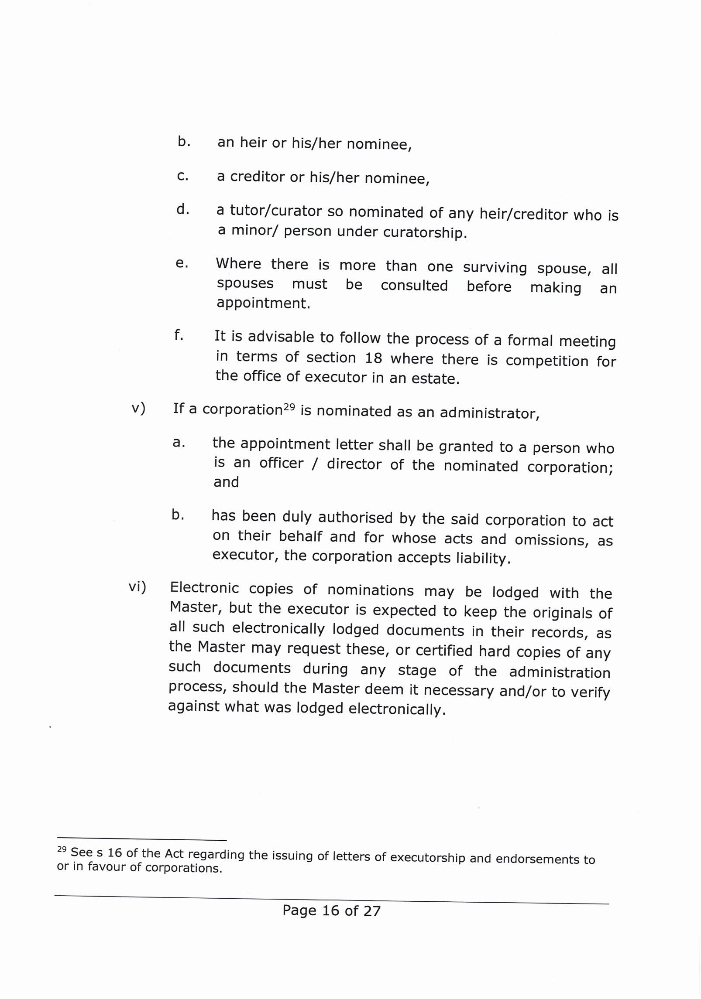 b. an heir or his/her nominee,
c. a creditor or his/her nominee,
d. a tutor/curator so nominated of any heir/creditor who is
a minor/ person under curatorship.
e. Where there is more than one surviving spouse, all
spouses must be consulted before making an
appointment.
f. It is advisable to follow the process of a formal meeting
in terms of section 18 where there is competition for
the office of executor in an estate.
v) If a corporation29 is nominated as an administrator,
a. the appointment letter shall be granted to a person who
is an officer / director of the nominated corporation;
and
b. has been duly authorised by the said corporation to act
on their behalf and for whose acts and omissions, as
executor, the corporation accepts liability.
vi) Electronic copies of nominations may be lodged with the
Master, but the executor is expected to keep the originals of
all such electronically lodged documents in their records, as
the Master may request these, or certified hard copies of any
such documents during any stage of the administration
process, should the Master deem it necessary and/or to verify
against what was lodged electronically.
29 See s 16 of the Act regarding the issuing of letters of executorship and endorsements to
or in favour of corporations.
Page 16 of 27